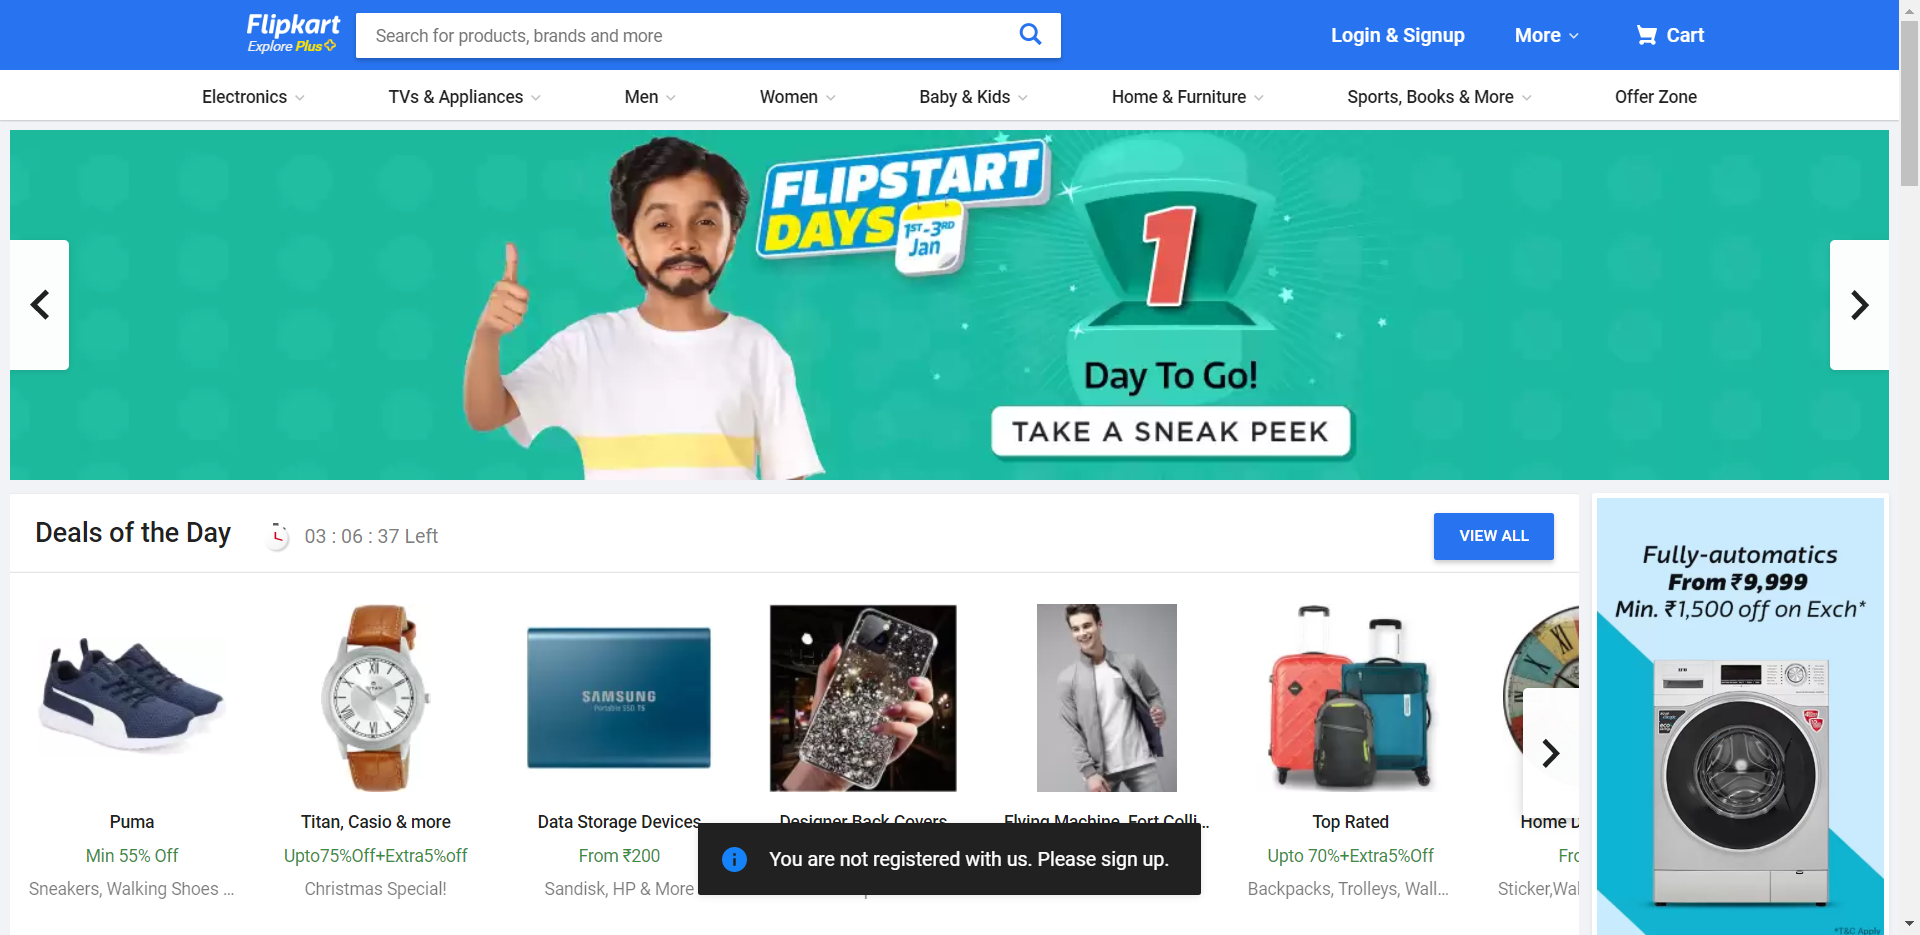 Flipkart
Explore Plus
Search for products, brands and more
Login & Signup
More
Cart
Electronics
TVs & Appliances
Men
Women
Baby & Kids
Home & Furniture
Sports, Books & More
Offer Zone
FLIPSTART
DAYS
1ST-3RD
Jan
1
Day To Go!
TAKE A SNEAK PEEK
Deals of the Day
03 : 06 : 37 Left
VIEW ALL
Fully-automatics
From ₹9,999
Min. ₹1,500 off on Exch*
SAMSUNG
Portable SSD T5
Puma
Min 55% Off
Sneakers, Walking Shoes ...
Titan, Casio & more
Upto75%Off+Extra5%off
Christmas Special!
Data Storage Devices
From ₹200
Sandisk, HP & More
Designer Back Covers
Flying Machine, Fort Colli...
Top Rated
Upto 70%+Extra5%Off
Backpacks, Trolleys, Wall...
Home D
Fro
Sticker,Wal
You are not registered with us. Please sign up.
*T&C Apply